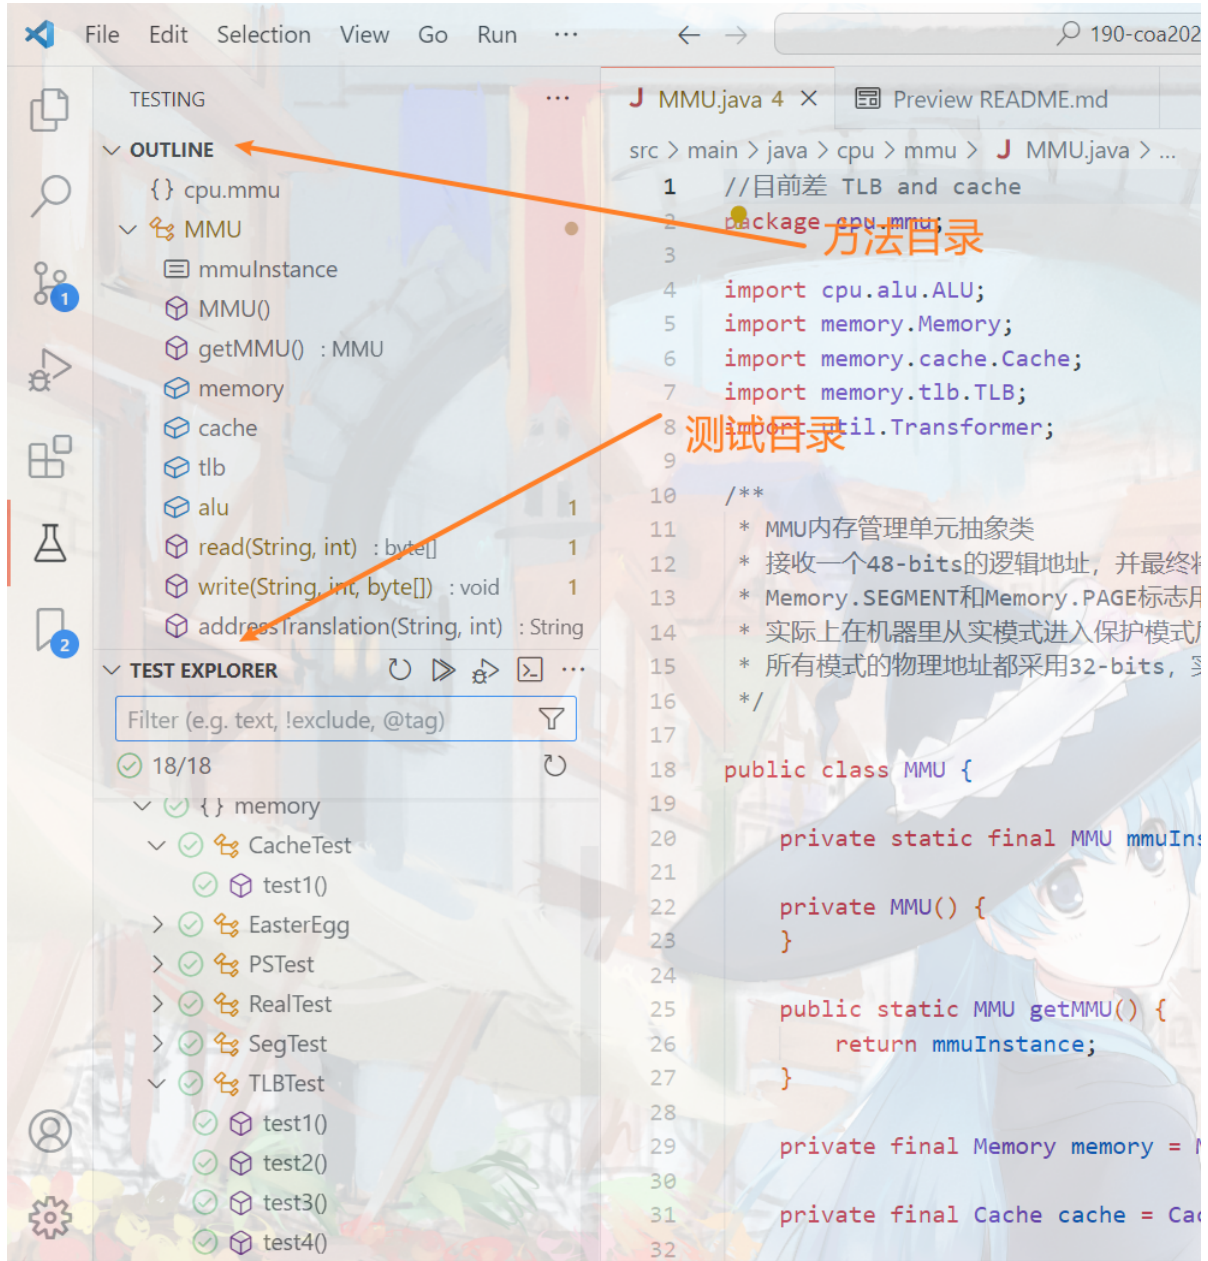 File Edit Selection View Go Run ···
190-coa202
TESTING ···
OUTLINE
{} cpu.mmu
MMU
mmuInstance
MMU()
getMMU() : MMU
memory
cache
tlb
alu 1
read(String, int) : byte[] 1
write(String, int, byte[]) : void 1
addressTranslation(String, int) : String
TEST EXPLORER ···
Filter (e.g. text, !exclude, @tag)
18/18
{} memory
CacheTest
test1()
EasterEgg
PSTest
RealTest
SegTest
TLBTest
test1()
test2()
test3()
test4()
1
2
方法目录
测试目录
J MMU.java 4 ×
Preview README.md
src > main > java > cpu > mmu > J MMU.java > ...
1 //目前差 TLB and cache
2 package cpu.mmu;
3
4 import cpu.alu.ALU;
5 import memory.Memory;
6 import memory.cache.Cache;
7 import memory.tlb.TLB;
8 import util.Transformer;
9
10 /**
11 * MMU内存管理单元抽象类
12 * 接收一个48-bits的逻辑地址，并最终
13 * Memory.SEGMENT和Memory.PAGE标志
14 * 实际上在机器里从实模式进入保护模式
15 * 所有模式的物理地址都采用32-bits，
16 */
17
18 public class MMU {
19
20 private static final MMU mmuIns
21
22 private MMU() {
23 }
24
25 public static MMU getMMU() {
26 return mmuInstance;
27 }
28
29 private final Memory memory =
30
31 private final Cache cache = Cac
32